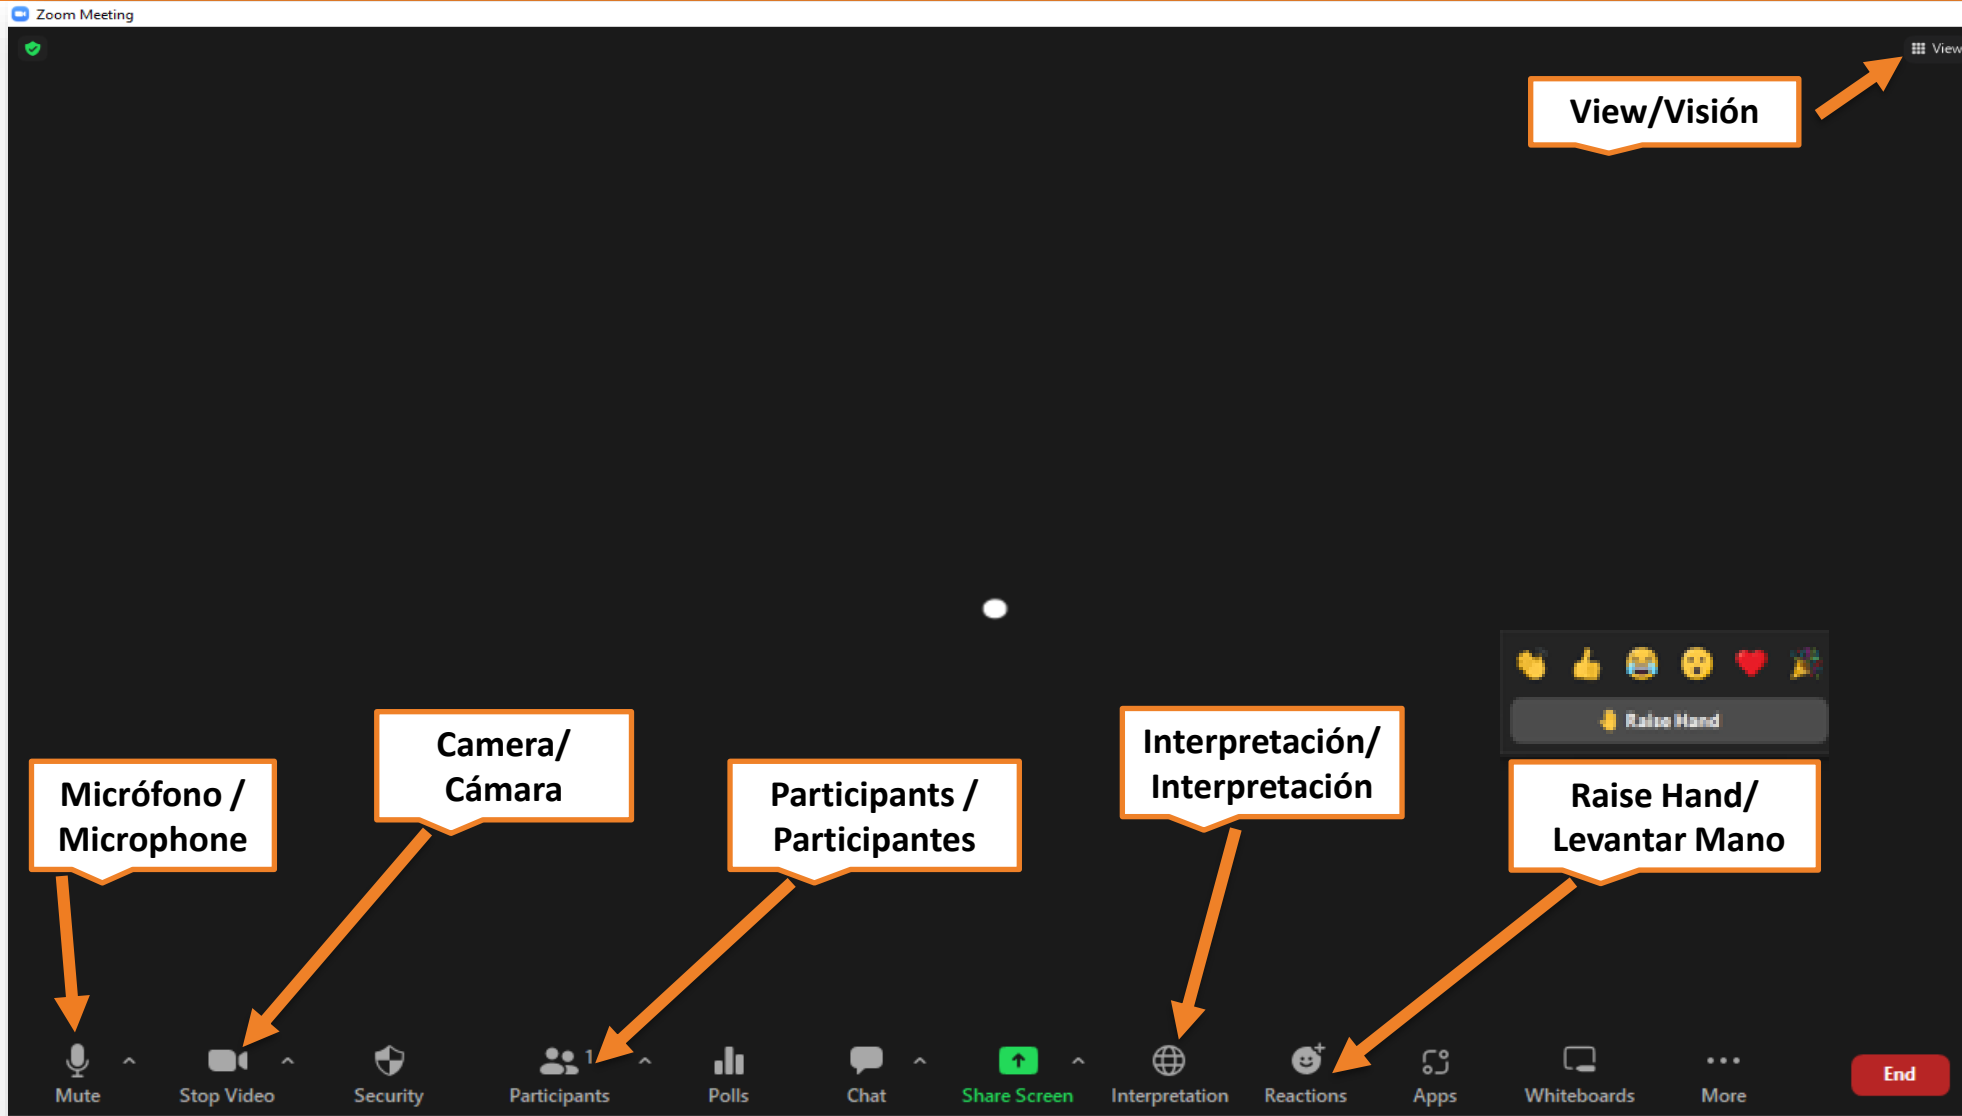 Zoom Meeting
View
View/Visión
Raise Hand
Camera/
Cámara
Interpretación/
Interpretación
Micrófono /
Microphone
Participants /
Participantes
Raise Hand/
Levantar Mano
1
Mute
Stop Video
Security
Participants
Polls
Chat
Share Screen
Interpretation
Reactions
Apps
Whiteboards
More
End